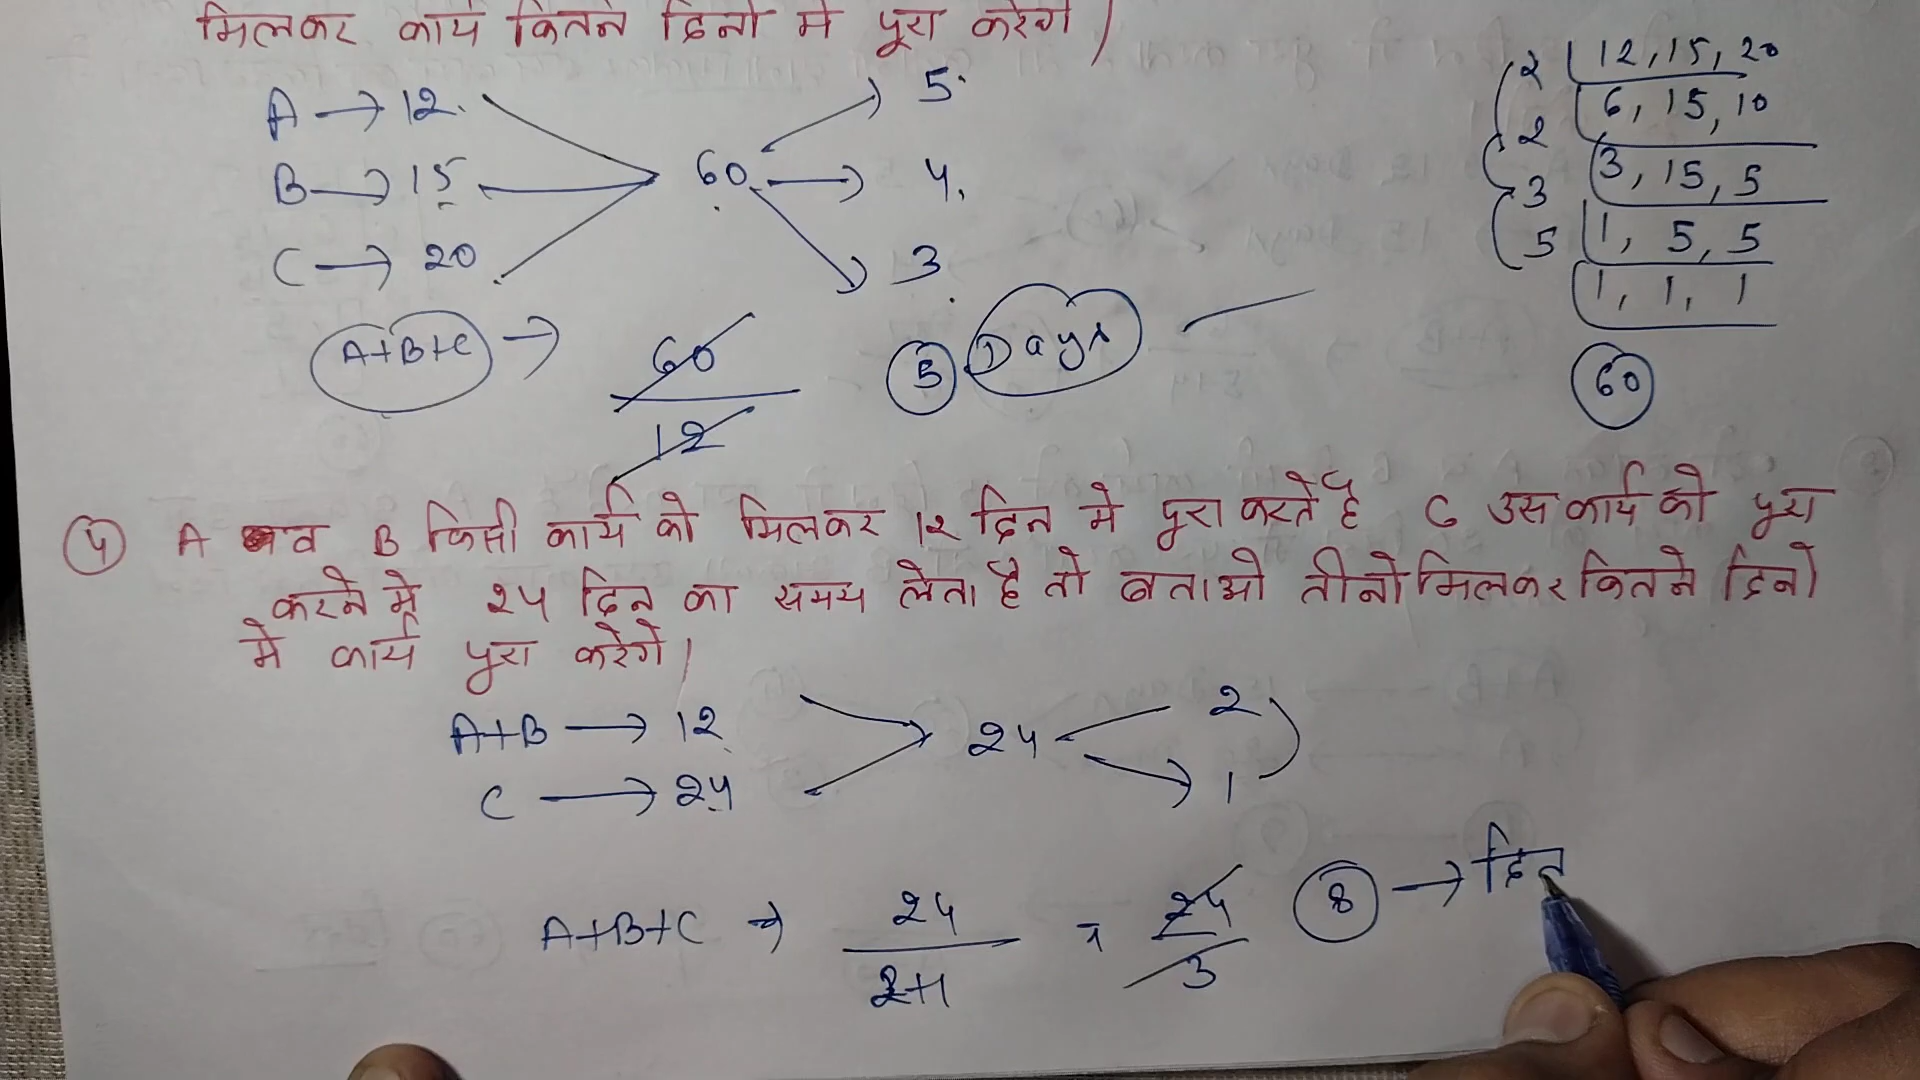 मिलकर कार्य कितने दिनो मे पूरा करेगे।
A → 12
B → 15
C → 20
60
5
4
3
A+B+C →
60
12
5 Days
2 | 12, 15, 20
2 | 6, 15, 10
3 | 3, 15, 5
5 | 1, 5, 5
1, 1, 1
60
4 A व B किसी कार्य को मिलकर 12 दिन मे पूरा करते है C उस कार्य को पूरा
करने मे 24 दिन का समय लेता है तो बताओ तीनो मिलकर कितने दिनो
मे कार्य पूरा करेगे।
A+B → 12
C → 24
24
2
1
A+B+C →
24
2+1
=
24
3
8 → दिन